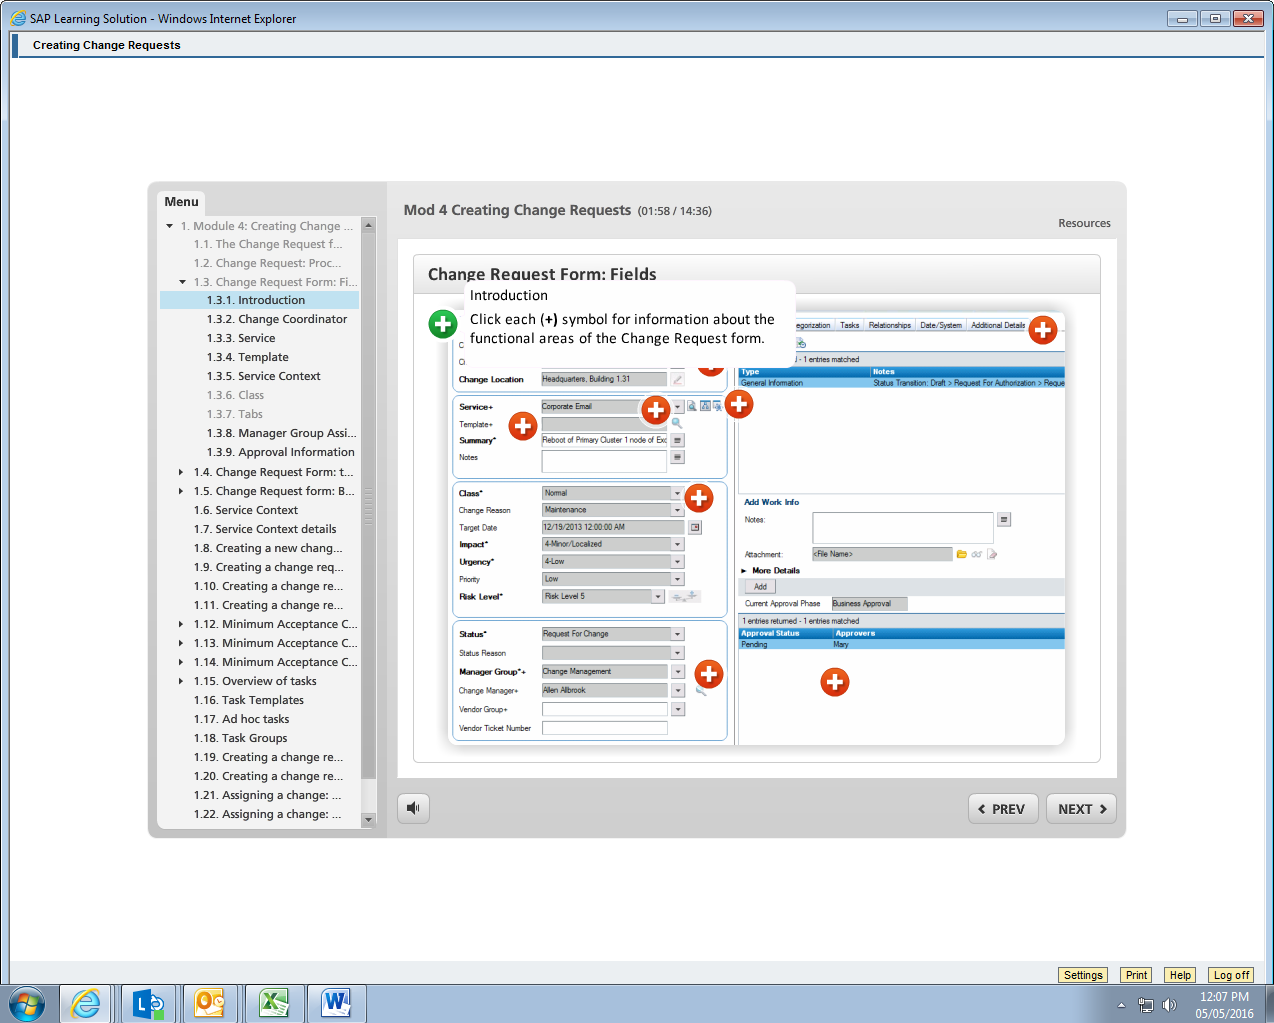 SAP Learning Solution - Windows Internet Explorer
Creating Change Requests
Menu
1. Module 4: Creating Change ...
1.1. The Change Request f...
1.2. Change Request: Proc...
1.3. Change Request Form: Fi...
1.3.1. Introduction
1.3.2. Change Coordinator
1.3.3. Service
1.3.4. Template
1.3.5. Service Context
1.3.6. Class
1.3.7. Tabs
1.3.8. Manager Group Assi...
1.3.9. Approval Information
1.4. Change Request Form: t...
1.5. Change Request form: B...
1.6. Service Context
1.7. Service Context details
1.8. Creating a new chang...
1.9. Creating a change req...
1.10. Creating a change re...
1.11. Creating a change re...
1.12. Minimum Acceptance C...
1.13. Minimum Acceptance C...
1.14. Minimum Acceptance C...
1.15. Overview of tasks
1.16. Task Templates
1.17. Ad hoc tasks
1.18. Task Groups
1.19. Creating a change re...
1.20. Creating a change re...
1.21. Assigning a change: ...
1.22. Assigning a change: ...
Mod 4 Creating Change Requests (01:58 / 14:36)
Resources
Change Request Form: Fields
Introduction
Click each (+) symbol for information about the
functional areas of the Change Request form.
Change Location Headquarters, Building 1.31
Service+ Corporate Email
Template+
Summary* Reboot of Primary Cluster 1 node of Exc
Notes
Class* Normal
Change Reason Maintenance
Target Date 12/19/2013 12:00:00 AM
Impact* 4-Minor/Localized
Urgency* 4-Low
Priority Low
Risk Level* Risk Level 5
Status* Request For Change
Status Reason
Manager Group*+ Change Management
Change Manager+ Allen Allbrook
Vendor Group+
Vendor Ticket Number
egorization Tasks Relationships Date/System Additional Details
- 1 entries matched
Type Notes
General Information Status Transition: Draft > Request For Authorization > Reque
Add Work Info
Notes:
Attachment: <File Name>
More Details
Add
Current Approval Phase Business Approval
1 entries returned - 1 entries matched
Approval Status Approvers
Pending Mary
PREV NEXT
Settings Print Help Log off
12:07 PM
05/05/2016